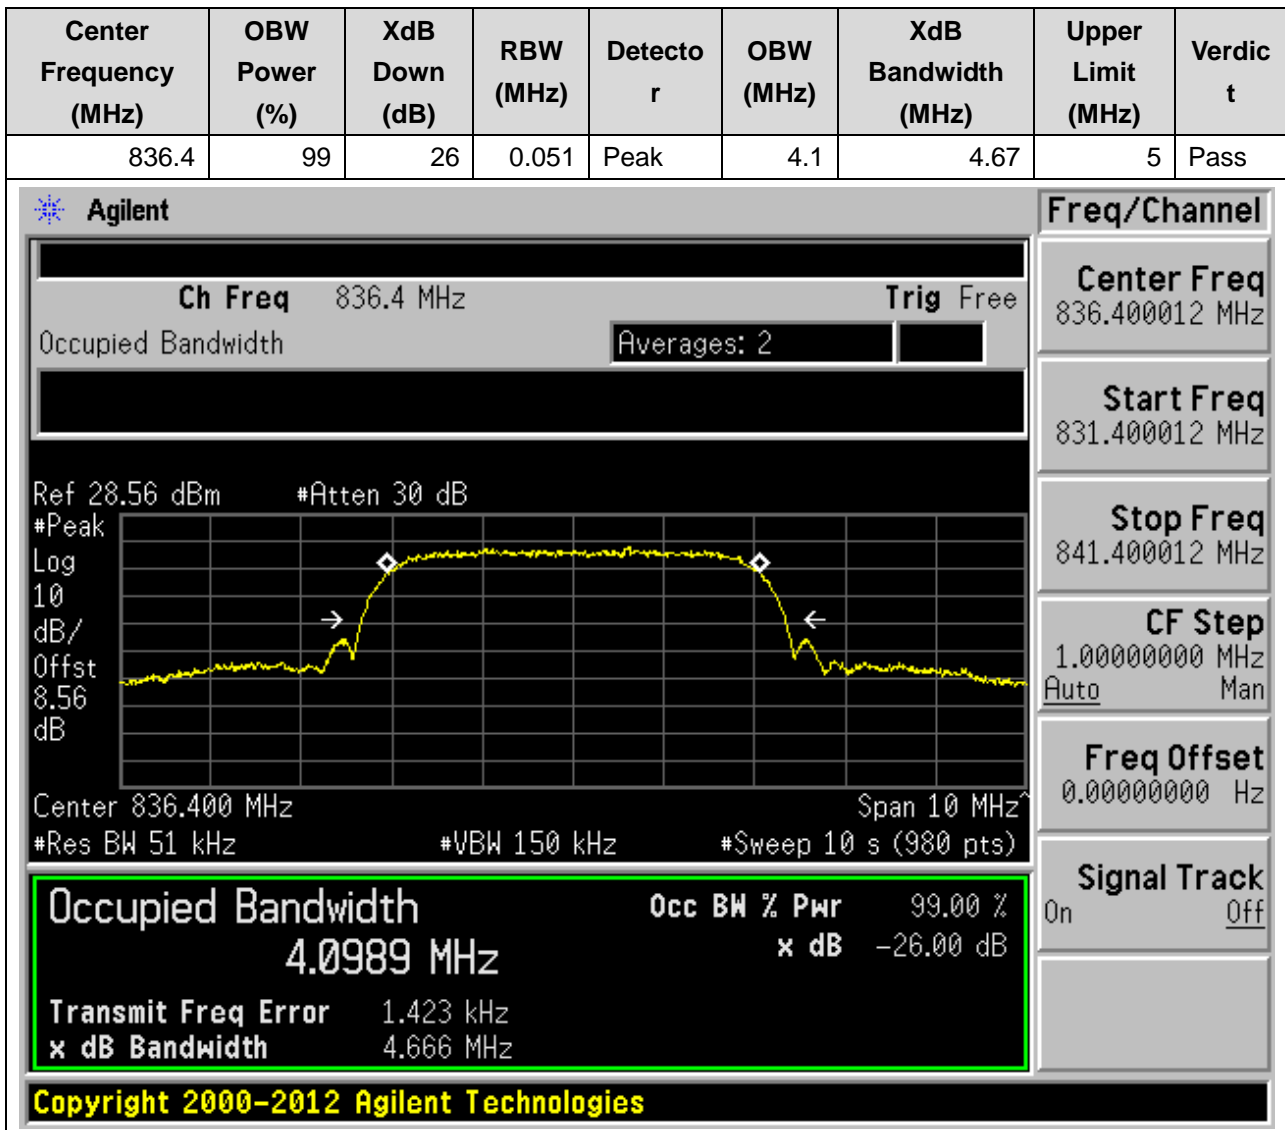 Center Frequency (MHz) OBW Power (%) XdB Down (dB) RBW (MHz) Detecto r OBW (MHz) XdB Bandwidth (MHz) Upper Limit (MHz) Verdic t
836.4 99 26 0.051 Peak 4.1 4.67 5 Pass
Agilent
Freq/Channel
Ch Freq 836.4 MHz Trig Free
Occupied Bandwidth Averages: 2
Ref 28.56 dBm #Atten 30 dB
#Peak
Log
10
dB/
Offst
8.56
dB
Center 836.400 MHz Span 10 MHz^
#Res BW 51 kHz #VBW 150 kHz #Sweep 10 s (980 pts)
Occupied Bandwidth Occ BW % Pwr 99.00 %
4.0989 MHz x dB -26.00 dB
Transmit Freq Error 1.423 kHz
x dB Bandwidth 4.666 MHz
Center Freq
836.400012 MHz
Start Freq
831.400012 MHz
Stop Freq
841.400012 MHz
CF Step
1.00000000 MHz
Auto Man
Freq Offset
0.00000000 Hz
Signal Track
On Off
Copyright 2000-2012 Agilent Technologies